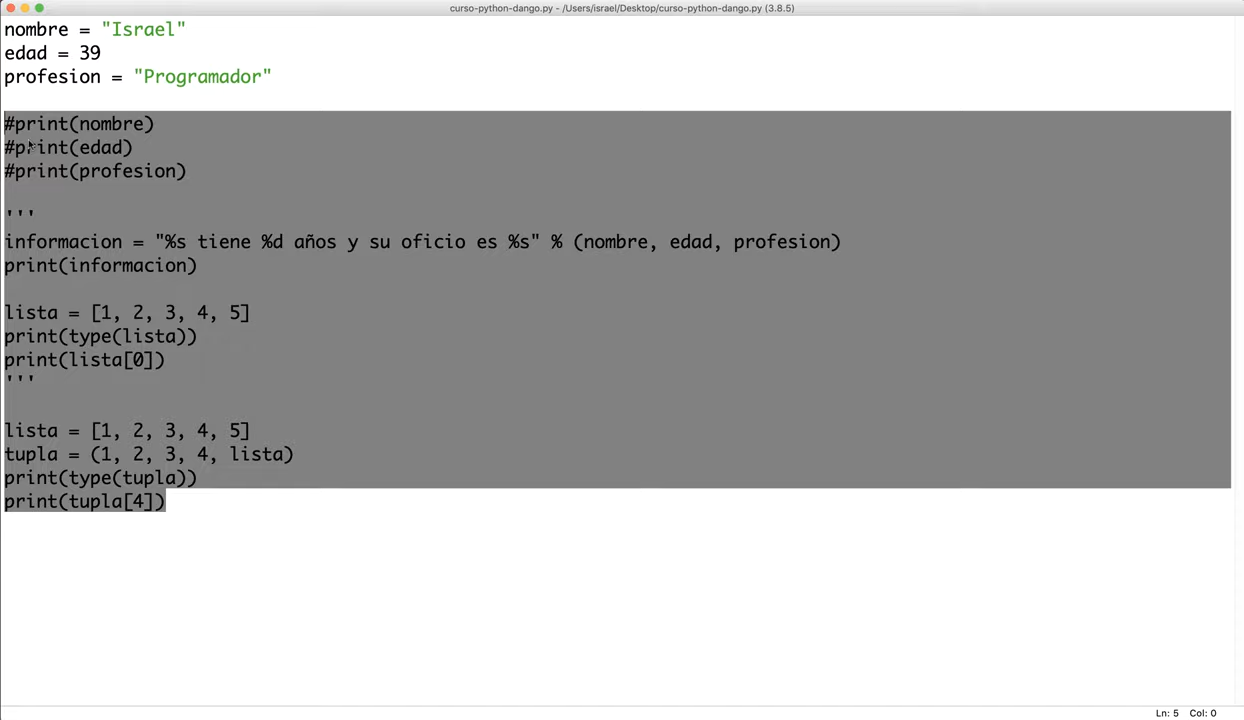 curso-python-dango.py - /Users/israel/Desktop/curso-python-dango.py (3.8.5)
nombre = "Israel"
edad = 39
profesion = "Programador"
#print(nombre)
#print(edad)
#print(profesion)
'''
informacion = "%s tiene %d años y su oficio es %s" % (nombre, edad, profesion)
print(informacion)
lista = [1, 2, 3, 4, 5]
print(type(lista))
print(lista[0])
'''
lista = [1, 2, 3, 4, 5]
tupla = (1, 2, 3, 4, lista)
print(type(tupla))
print(tupla[4])
Ln: 5 Col: 0